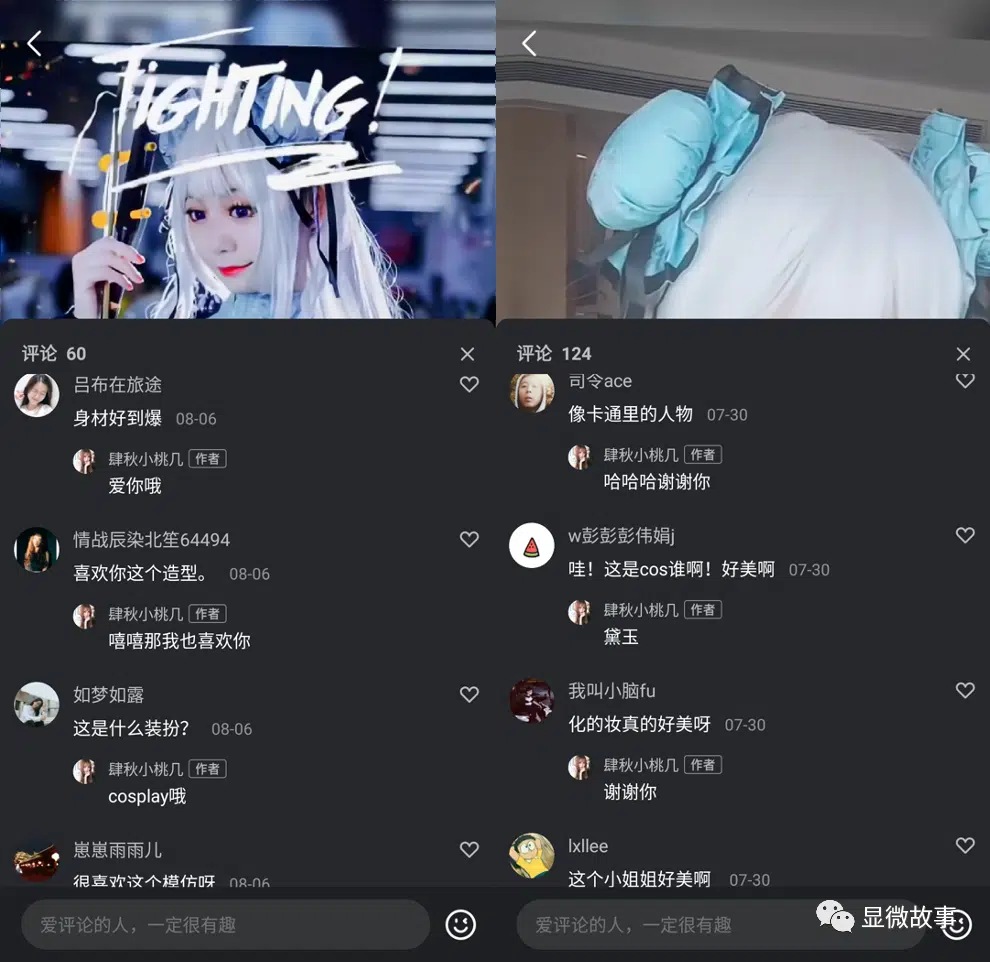 FIGHTING!
评论 60
吕布在旅途
身材好到爆 08-06
肆秋小桃几 作者
爱你哦
情战辰染北笙64494
喜欢你这个造型。 08-06
肆秋小桃几 作者
嘻嘻那我也喜欢你
如梦如露
这是什么装扮? 08-06
肆秋小桃几 作者
cosplay哦
崽崽雨雨儿
很喜欢这个模仿呀 08-06
爱评论的人，一定很有趣
评论 124
司令ace
像卡通里的人物 07-30
肆秋小桃几 作者
哈哈哈谢谢你
w彭彭彭伟娟j
哇！这是cos谁啊！好美啊 07-30
肆秋小桃几 作者
黛玉
我叫小脑fu
化的妆真的好美呀 07-30
肆秋小桃几 作者
谢谢你
lxllee
这个小姐姐好美啊 07-30
爱评论的人，一定很有趣
显微故事